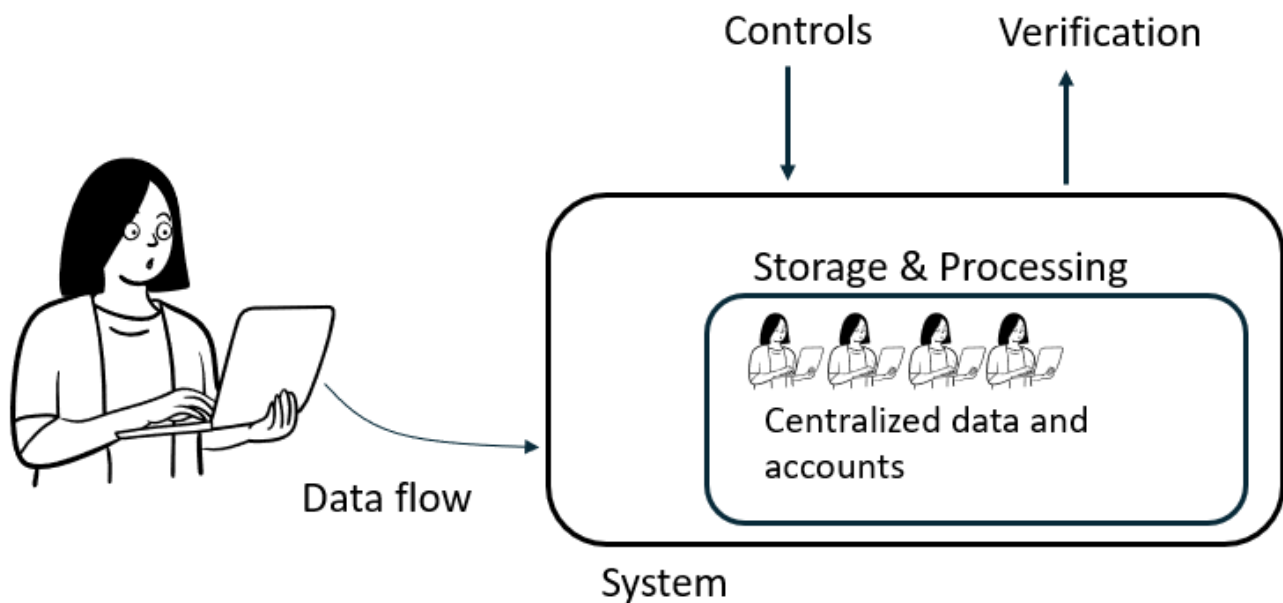 Controls
Verification
Storage & Processing
Centralized data and
accounts
Data flow
System